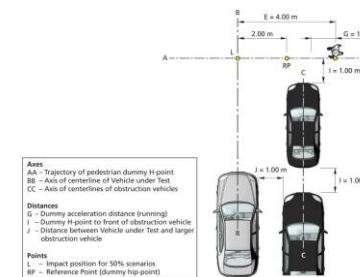 B
E = 4.00 m
2.00 m
G = 1
L
A
RP
C
I = 1.00 m
J = 1.00 m
I = 1.00 m
B
C
Axes
AA – Trajectory of pedestrian dummy H-point
BB – Axis of centerline of Vehicle under Test
CC – Axis of centerlines of obstruction vehicles
Distances
G – Dummy acceleration distance (running)
I – Dummy H-point to front of obstruction vehicle
J – Distance between Vehicle under Test and larger
obstruction vehicle
Points
L – Impact position for 50% scenarios
RP – Reference Point (dummy hip-point)